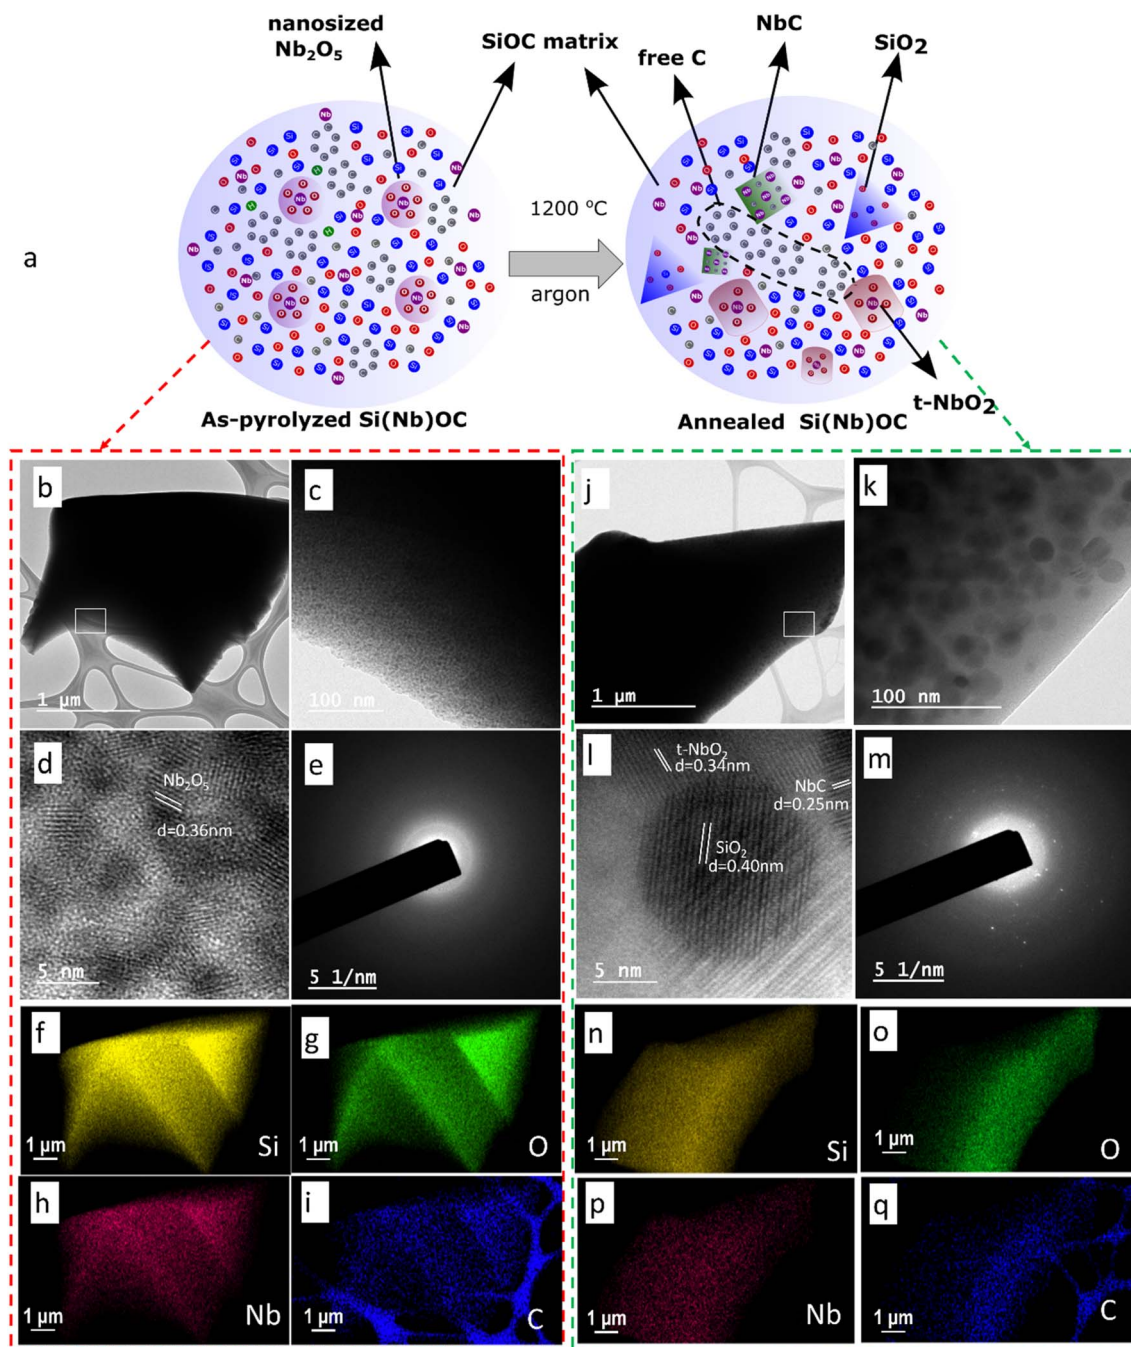 nanosized
Nb₂O₅
SiOC matrix
free C
NbC
SiO₂
a
1200 ⁰C
argon
t-NbO₂
As-pyrolyzed Si(Nb)OC
Annealed Si(Nb)OC
b
1 µm
c
100 nm
j
1 µm
k
100 nm
d
Nb₂O₅
d=0.36nm
5 nm
e
5 1/nm
l
t-NbO₂
d=0.34nm
NbC
d=0.25nm
SiO₂
d=0.40nm
5 nm
m
5 1/nm
f
1 µm
Si
g
1 µm
O
n
1 µm
Si
o
1 µm
O
h
1 µm
Nb
i
1 µm
C
p
1 µm
Nb
q
1 µm
C